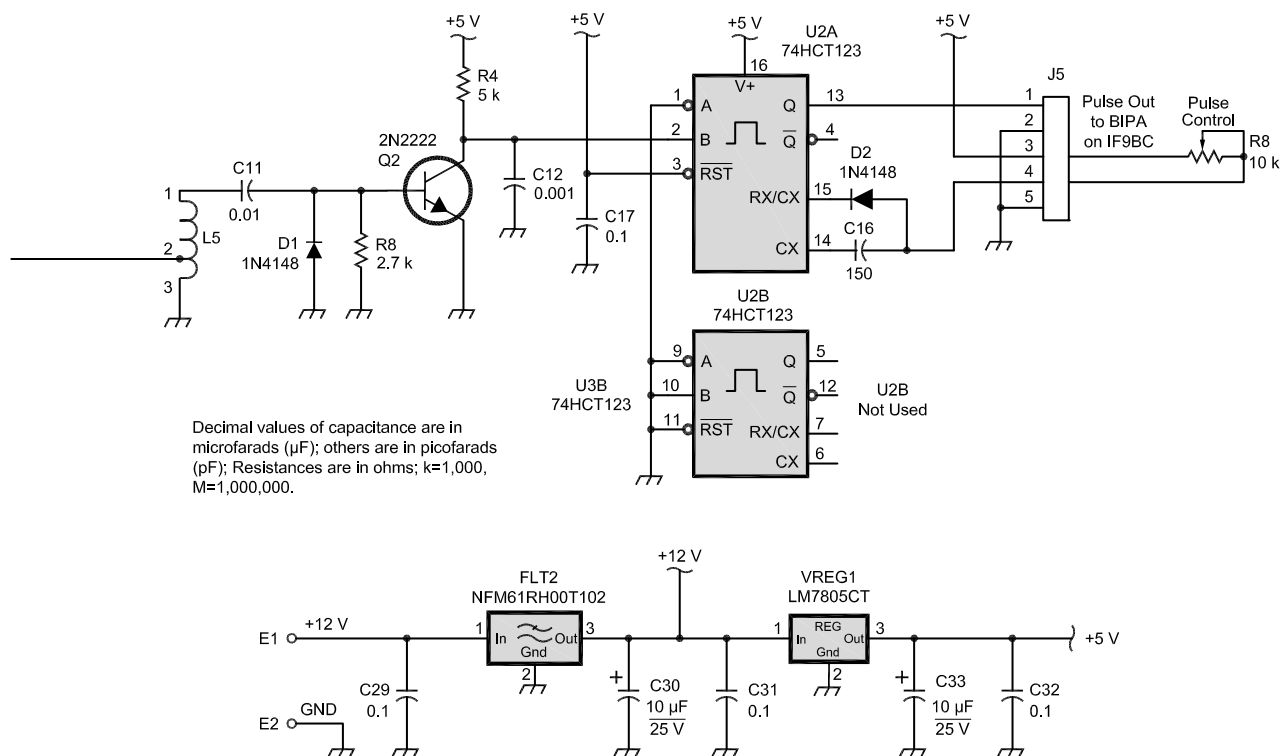 +5 V
+5 V
+5 V
+5 V
U2A
74HCT123
R4
5 k
16
V+
1
A
Q
13
2
B
Q
4
3
RST
RX/CX
15
CX
14
D2
1N4148
C16
150
J5
1
2
3
4
5
Pulse Out
to BIPA
on IF9BC
Pulse
Control
R8
10 k
2N2222
Q2
C11
0.01
1
2
3
L5
D1
1N4148
R8
2.7 k
C12
0.001
C17
0.1
U2B
74HCT123
9
A
Q
5
10
B
Q
12
11
RST
RX/CX
7
CX
6
U3B
74HCT123
U2B
Not Used
Decimal values of capacitance are in
microfarads (µF); others are in picofarads
(pF); Resistances are in ohms; k=1,000,
M=1,000,000.
+12 V
FLT2
NFM61RH00T102
VREG1
LM7805CT
E1
+12 V
1
In
Out
3
Gnd
2
1
REG
In
Out
3
Gnd
2
+5 V
C29
0.1
+
C30
10 µF
25 V
C31
0.1
+
C33
10 µF
25 V
C32
0.1
E2
GND